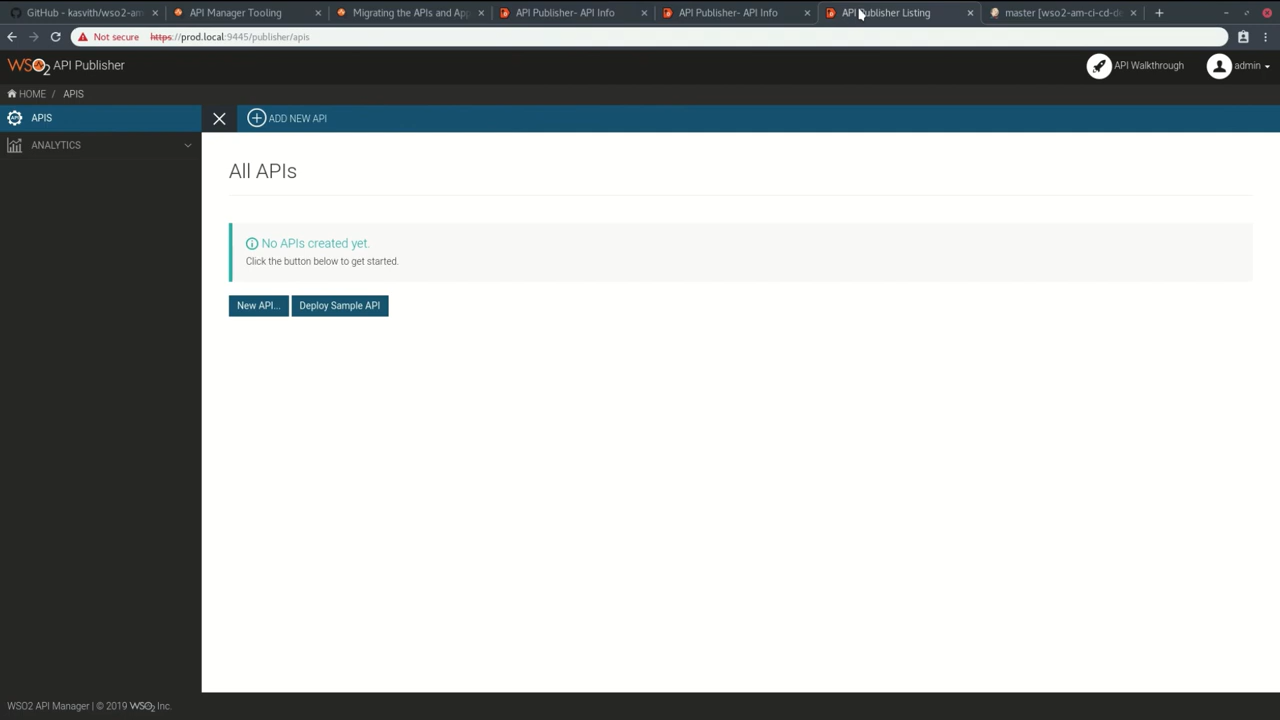 GitHub - kasvith/wso2-am
API Manager Tooling
Migrating the APIs and App
API Publisher- API Info
API Publisher- API Info
API Publisher Listing
master [wso2-am-ci-cd-de
Not secure https://prod.local:9445/publisher/apis
WSO2 API Publisher
API Walkthrough
admin
HOME / APIS
APIS
ADD NEW API
ANALYTICS
All APIs
No APIs created yet.
Click the button below to get started.
New API...
Deploy Sample API
WSO2 API Manager | © 2019 WSO2 Inc.